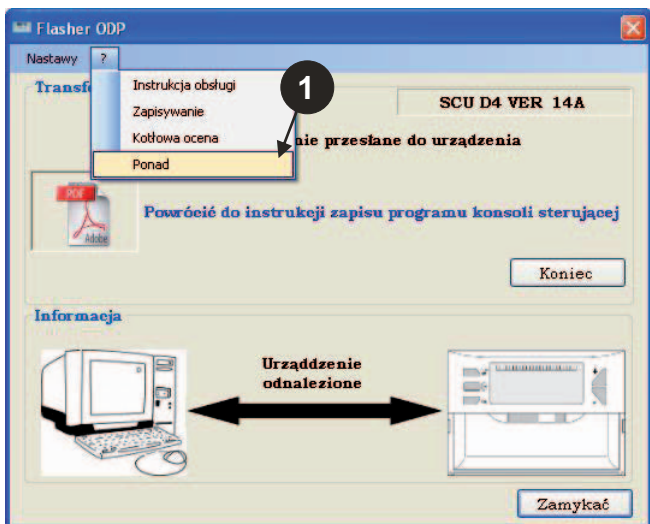 Flasher ODP
Nastawy ?
Transf
Instrukcja obsługi
Zapisywanie
Kotłowa ocena
Ponad
1
SCU D4 VER 14A
nie przesłane do urządzenia
PDF
Adobe
Powrócić do instrukcji zapisu programu konsoli sterującej
Koniec
Informacja
Urząddzenie
odnalezione
Zamykać